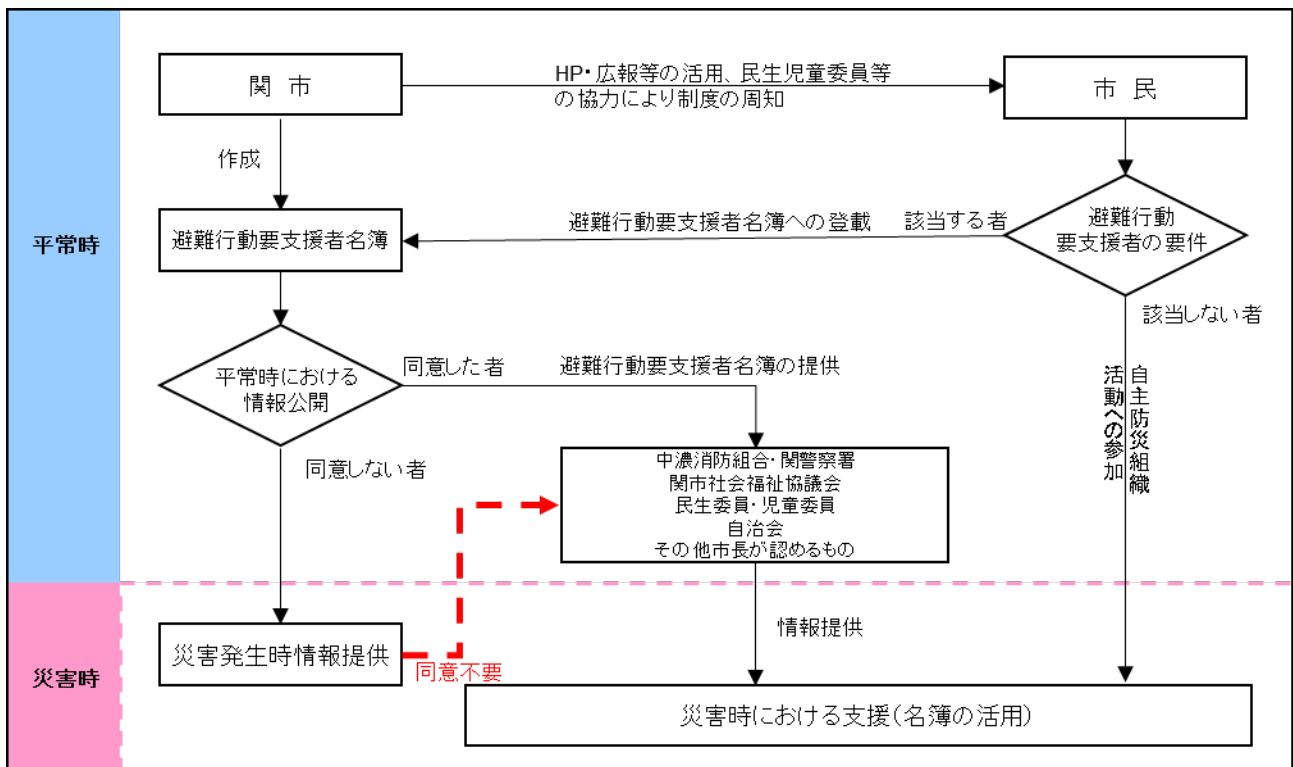 関 市
HP・広報等の活用、民生児童委員等
の協力により制度の周知
市 民
作成
平常時
避難行動要支援者名簿
避難行動要支援者名簿への登載
該当する者
避難行動
要支援者の要件
該当しない者
平常時における
情報公開
同意した者
避難行動要支援者名簿の提供
同意しない者
中濃消防組合・関警察署
関市社会福祉協議会
民生委員・児童委員
自治会
その他市長が認めるもの
自主防災組織
活動への参加
災害時
災害発生時情報提供
同意不要
情報提供
災害時における支援(名簿の活用)